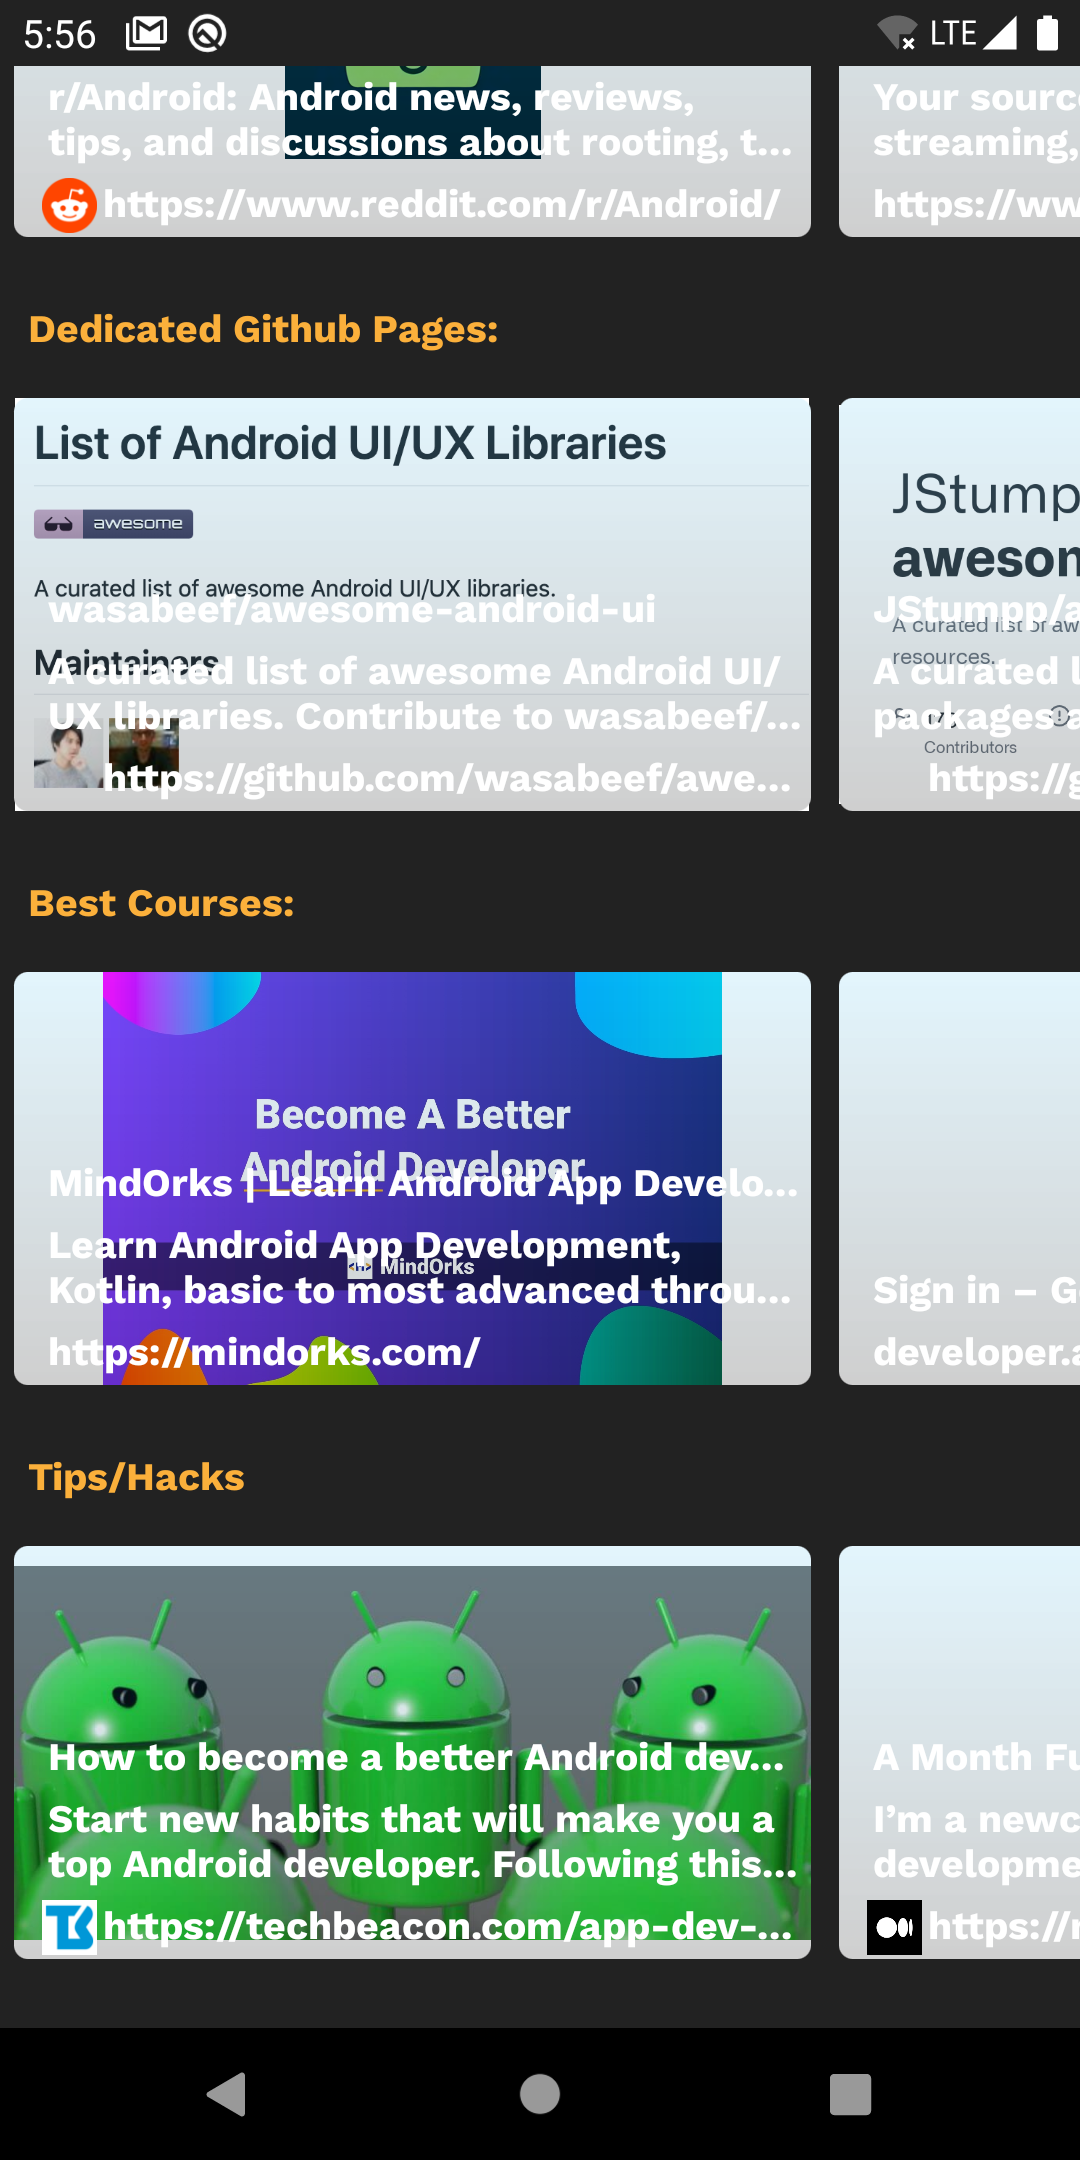 5:56 LTE
r/Android: Android news, reviews,
tips, and discussions about rooting, t...
https://www.reddit.com/r/Android/
Your source
streaming,
https://ww
Dedicated Github Pages:
List of Android UI/UX Libraries
awesome
A curated list of awesome Android UI/UX libraries.
wasabeef/awesome-android-ui
Maintainers
A curated list of awesome Android UI/
UX libraries. Contribute to wasabeef/...
https://github.com/wasabeef/awe...
JStump
awesom
JStumpp/a
A curated list of aw
resources.
A curated l
packages a
Contributors
https://g
Best Courses:
Become A Better
Android Developer
MindOrks | Learn Android App Develo...
Learn Android App Development,
MindOrks
Kotlin, basic to most advanced throu...
https://mindorks.com/
Sign in – G
developer.a
Tips/Hacks
How to become a better Android dev...
Start new habits that will make you a
top Android developer. Following this...
https://techbeacon.com/app-dev-...
A Month Fu
I'm a newc
developme
https://